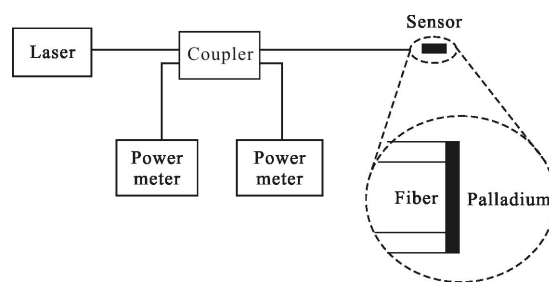 Sensor
Laser
Coupler
Power
meter
Power
meter
Fiber
Palladium